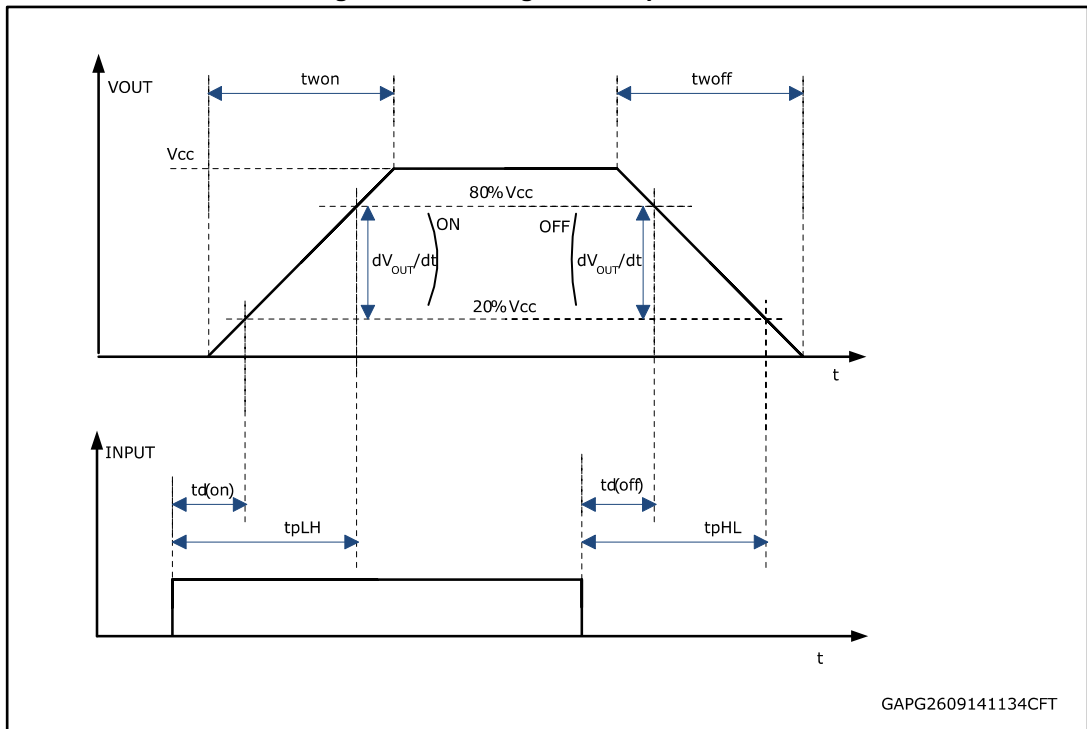 twon
twoff
VOUT
Vcc
80% Vcc
ON
OFF
dVOUT/dt
dVOUT/dt
20% Vcc
t
INPUT
td(on)
td(off)
tpLH
tpHL
t
GAPG2609141134CFT